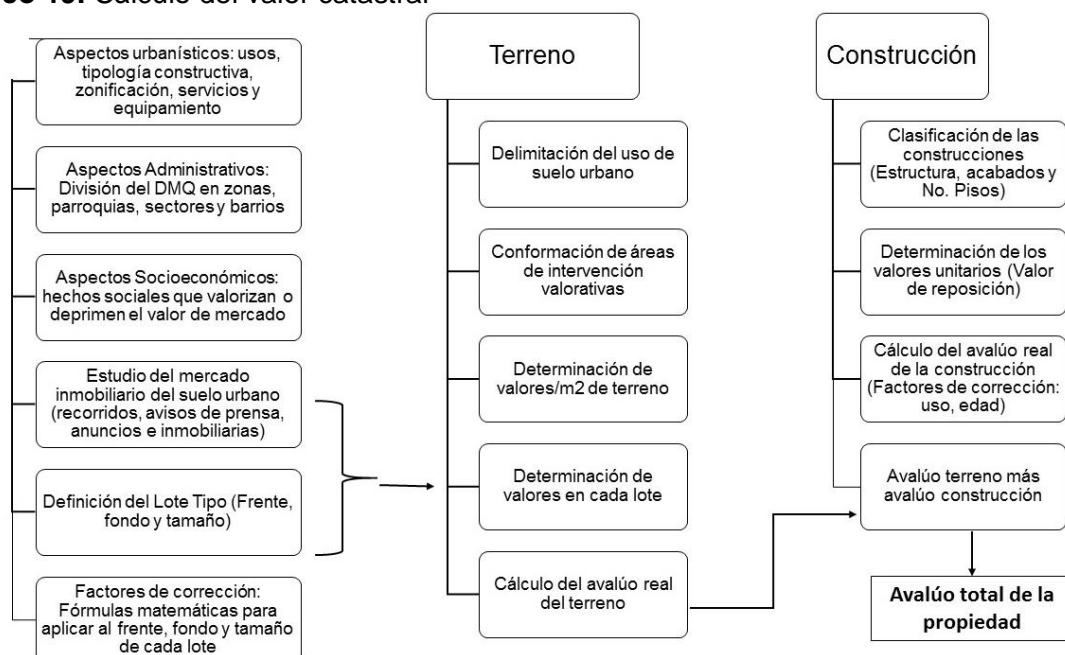 10. Cálculo del valor catastral
Aspectos urbanísticos: usos,
tipología constructiva,
zonificación, servicios y
equipamiento
Aspectos Administrativos:
División del DMQ en zonas,
parroquias, sectores y barrios
Aspectos Socioeconómicos:
hechos sociales que valorizan o
deprimen el valor de mercado
Estudio del mercado
inmobiliario del suelo urbano
(recorridos, avisos de prensa,
anuncios e inmobiliarias)
Definición del Lote Tipo (Frente,
fondo y tamaño)
Factores de corrección:
Fórmulas matemáticas para
aplicar al frente, fondo y tamaño
de cada lote
Terreno
Delimitación del uso de
suelo urbano
Conformación de áreas
de intervención
valorativas
Determinación de
valores/m2 de terreno
Determinación de
valores en cada lote
Cálculo del avalúo real
del terreno
Construcción
Clasificación de las
construcciones
(Estructura, acabados y
No. Pisos)
Determinación de los
valores unitarios (Valor
de reposición)
Cálculo del avalúo real
de la construcción
(Factores de corrección:
uso, edad)
Avalúo terreno más
avalúo construcción
Avalúo total de la
propiedad